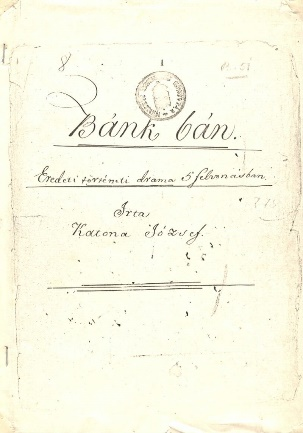 8
Bánk bán.
Eredeti történeti dráma 5 felvonásban
Irta
Katona József.